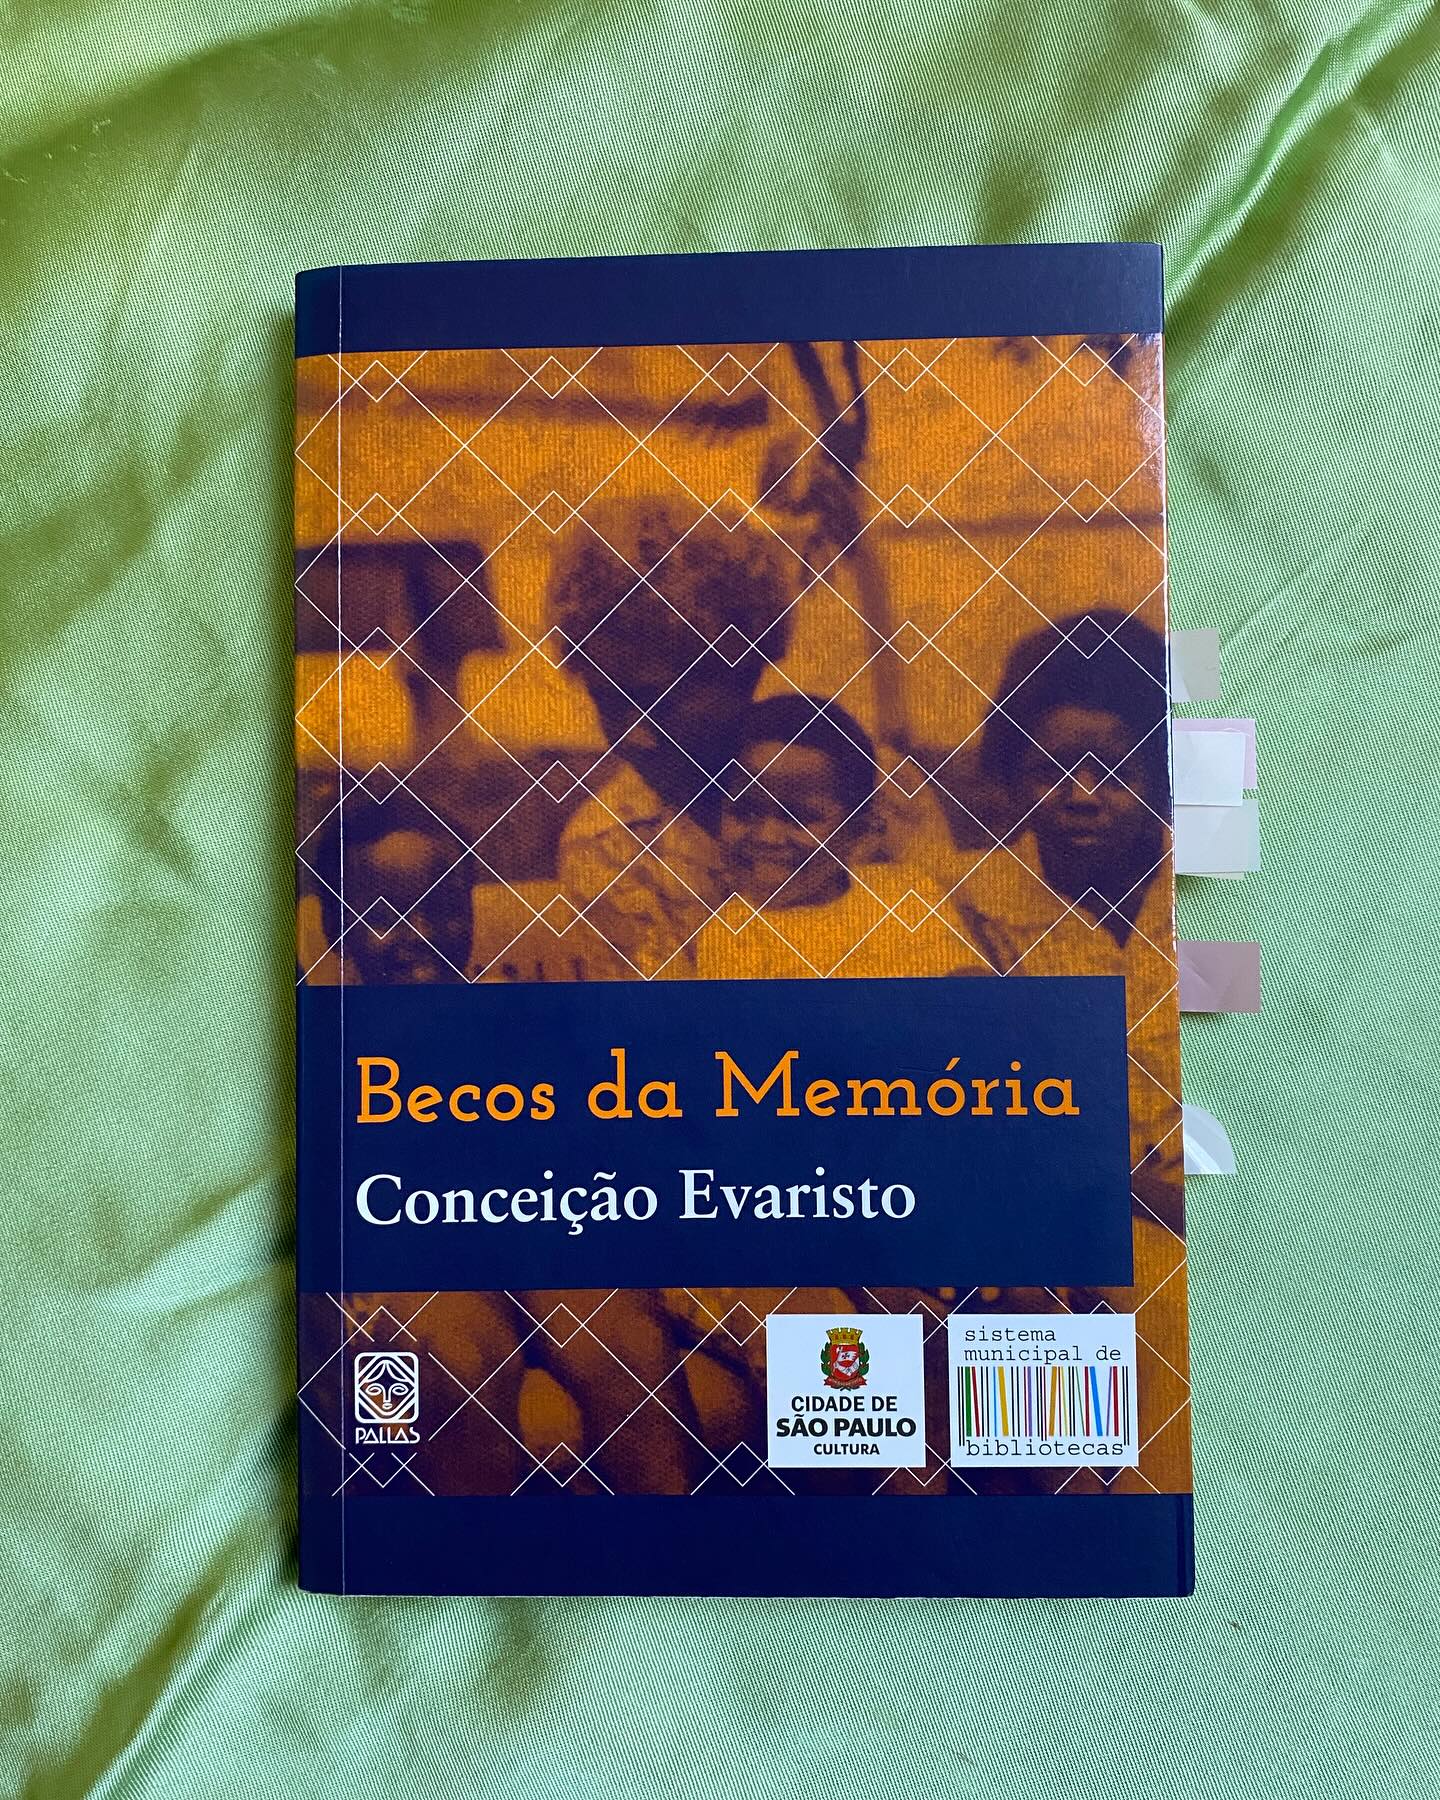 Becos da Memória
Conceição Evaristo
PALLAS
CIDADE DE
SÃO PAULO
CULTURA
sistema
municipal de
bibliotecas